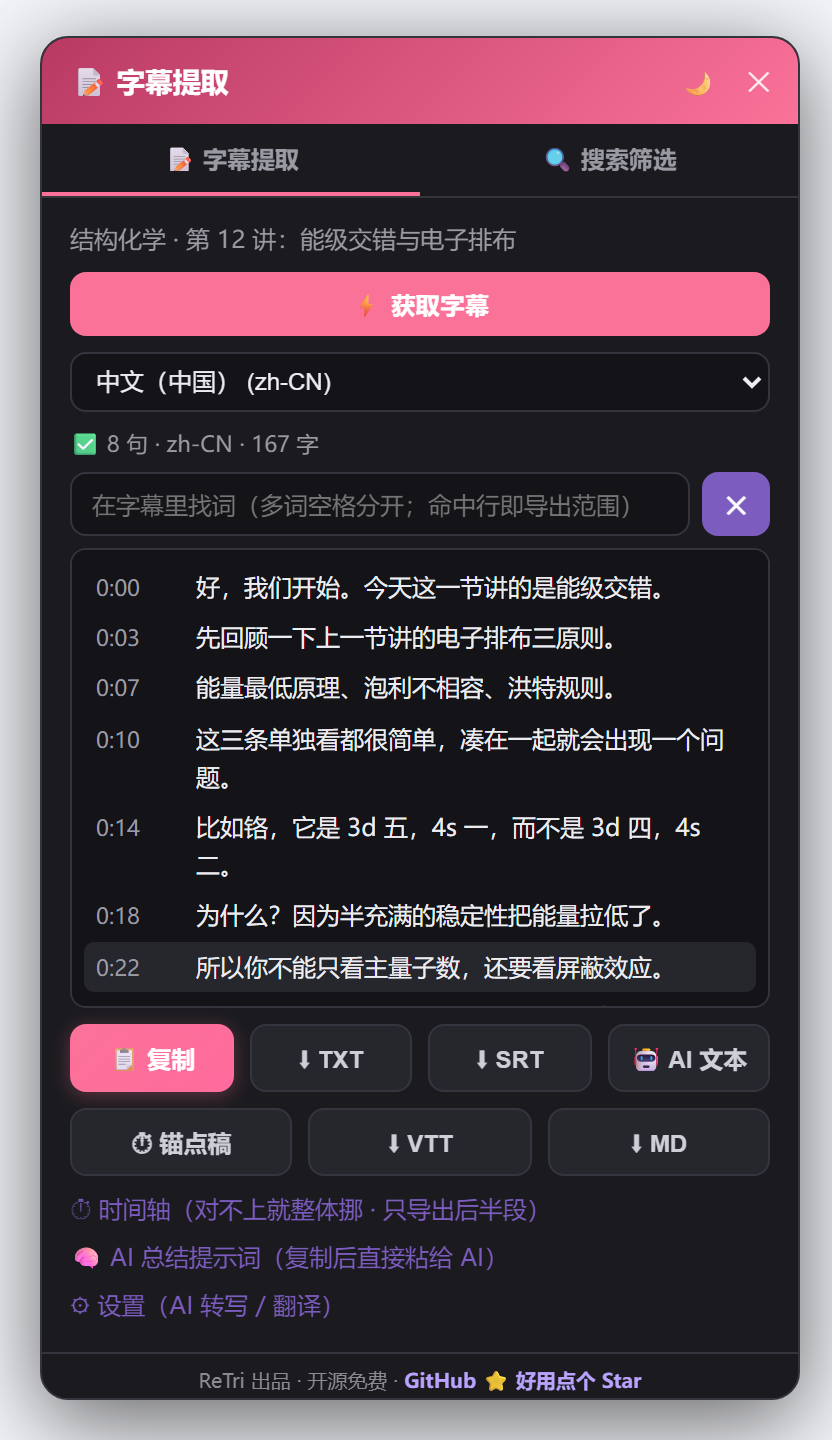 📝 字幕提取 🌙 ✕
📝 字幕提取 🔍 搜索筛选
结构化学 · 第 12 讲：能级交错与电子排布
⚡ 获取字幕
中文（中国） (zh-CN)
✅ 8 句 · zh-CN · 167 字
在字幕里找词（多词空格分开；命中行即导出范围） ✕
0:00 好，我们开始。今天这一节讲的是能级交错。
0:03 先回顾一下上一节讲的电子排布三原则。
0:07 能量最低原理、泡利不相容、洪特规则。
0:10 这三条单独看都很简单，凑在一起就会出现一个问
题。
0:14 比如铬，它是 3d 五，4s 一，而不是 3d 四，4s
二。
0:18 为什么？因为半充满的稳定性把能量拉低了。
0:22 所以你不能只看主量子数，还要看屏蔽效应。
📋 复制 ⬇ TXT ⬇ SRT 🤖 AI 文本
⏱ 锚点稿 ⬇ VTT ⬇ MD
⏱ 时间轴（对不上就整体挪 · 只导出后半段）
🧠 AI 总结提示词（复制后直接粘给 AI）
⚙ 设置（AI 转写 / 翻译）
ReTri 出品 · 开源免费 · GitHub ⭐ 好用点个 Star